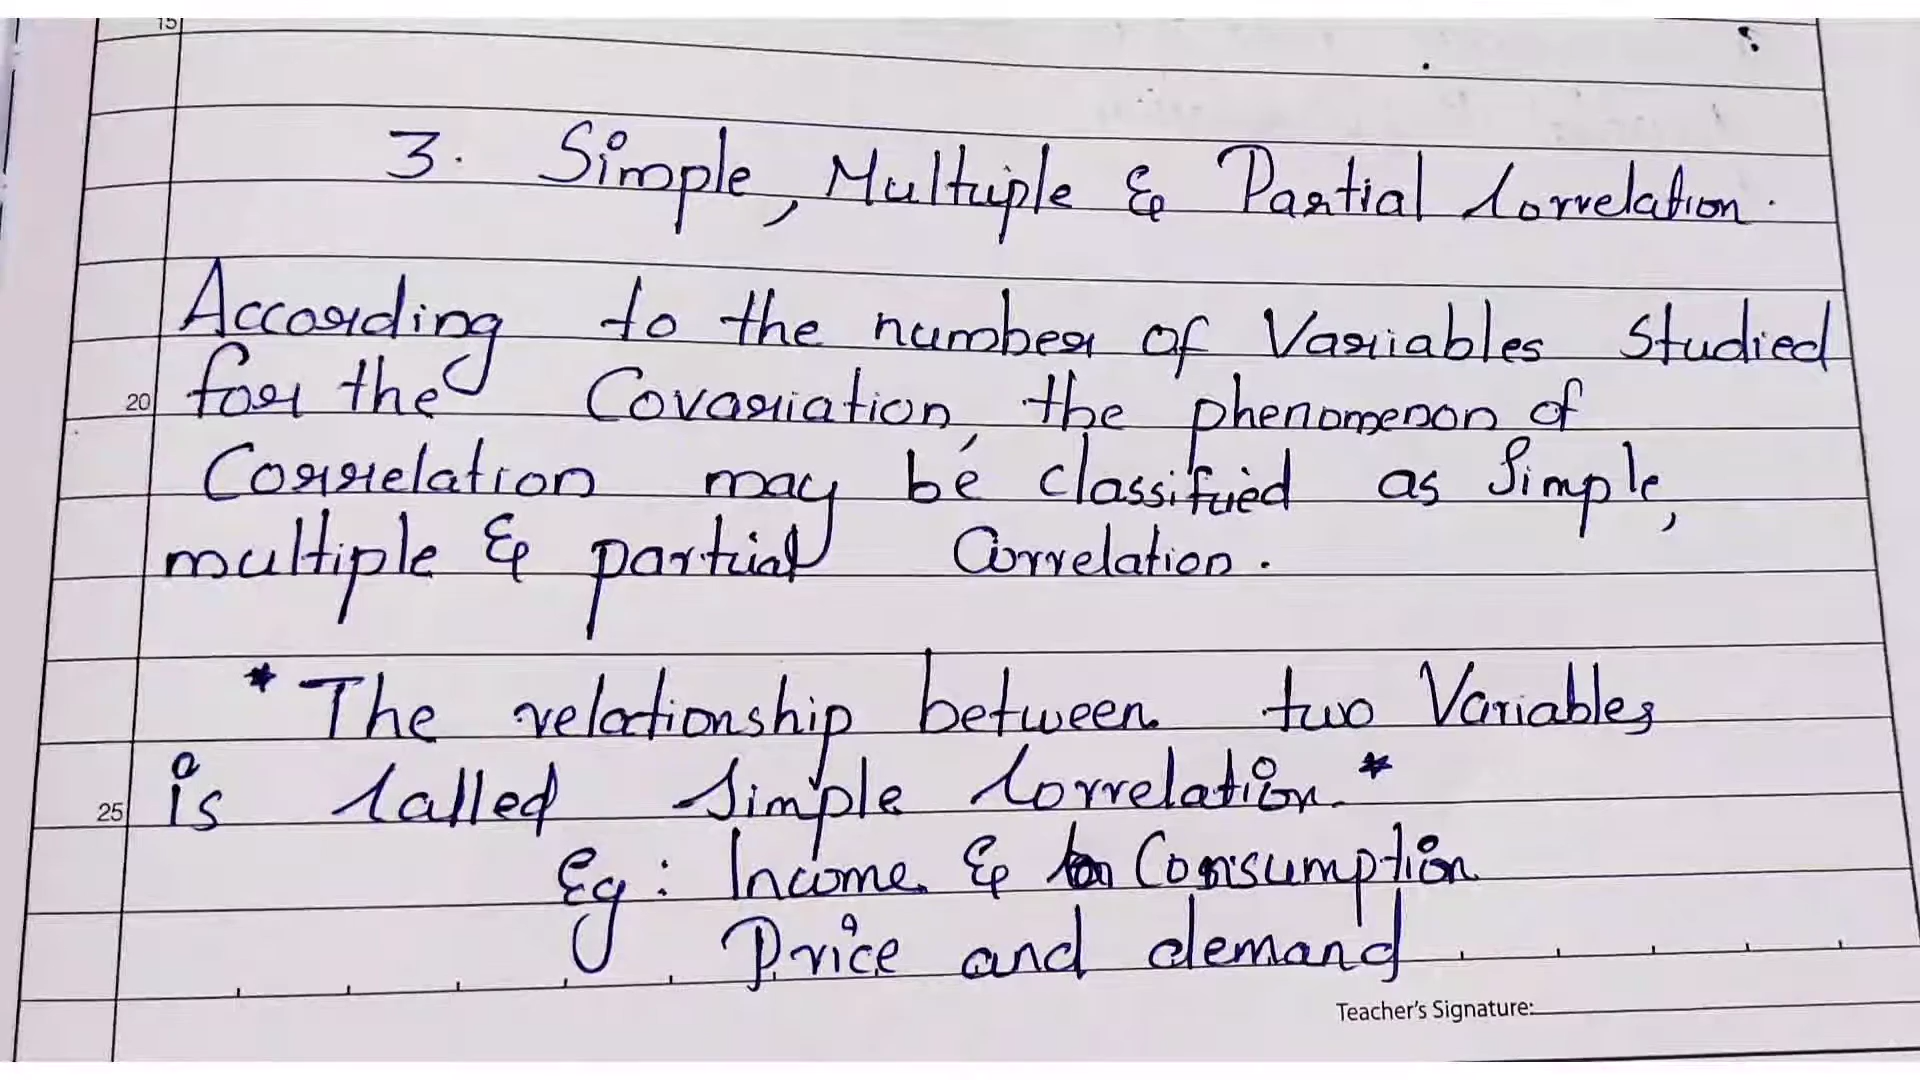 15
3. Simple, Multiple & Partial Correlation.
According to the number of Variables Studied
20 for the Covariation, the phenomenon of
Correlation may be classified as Simple,
multiple & partial Correlation.
* The relationship between two Variables
25 is called Simple Correlation. *
Eg: Income & Consumption
Price and demand
Teacher's Signature: